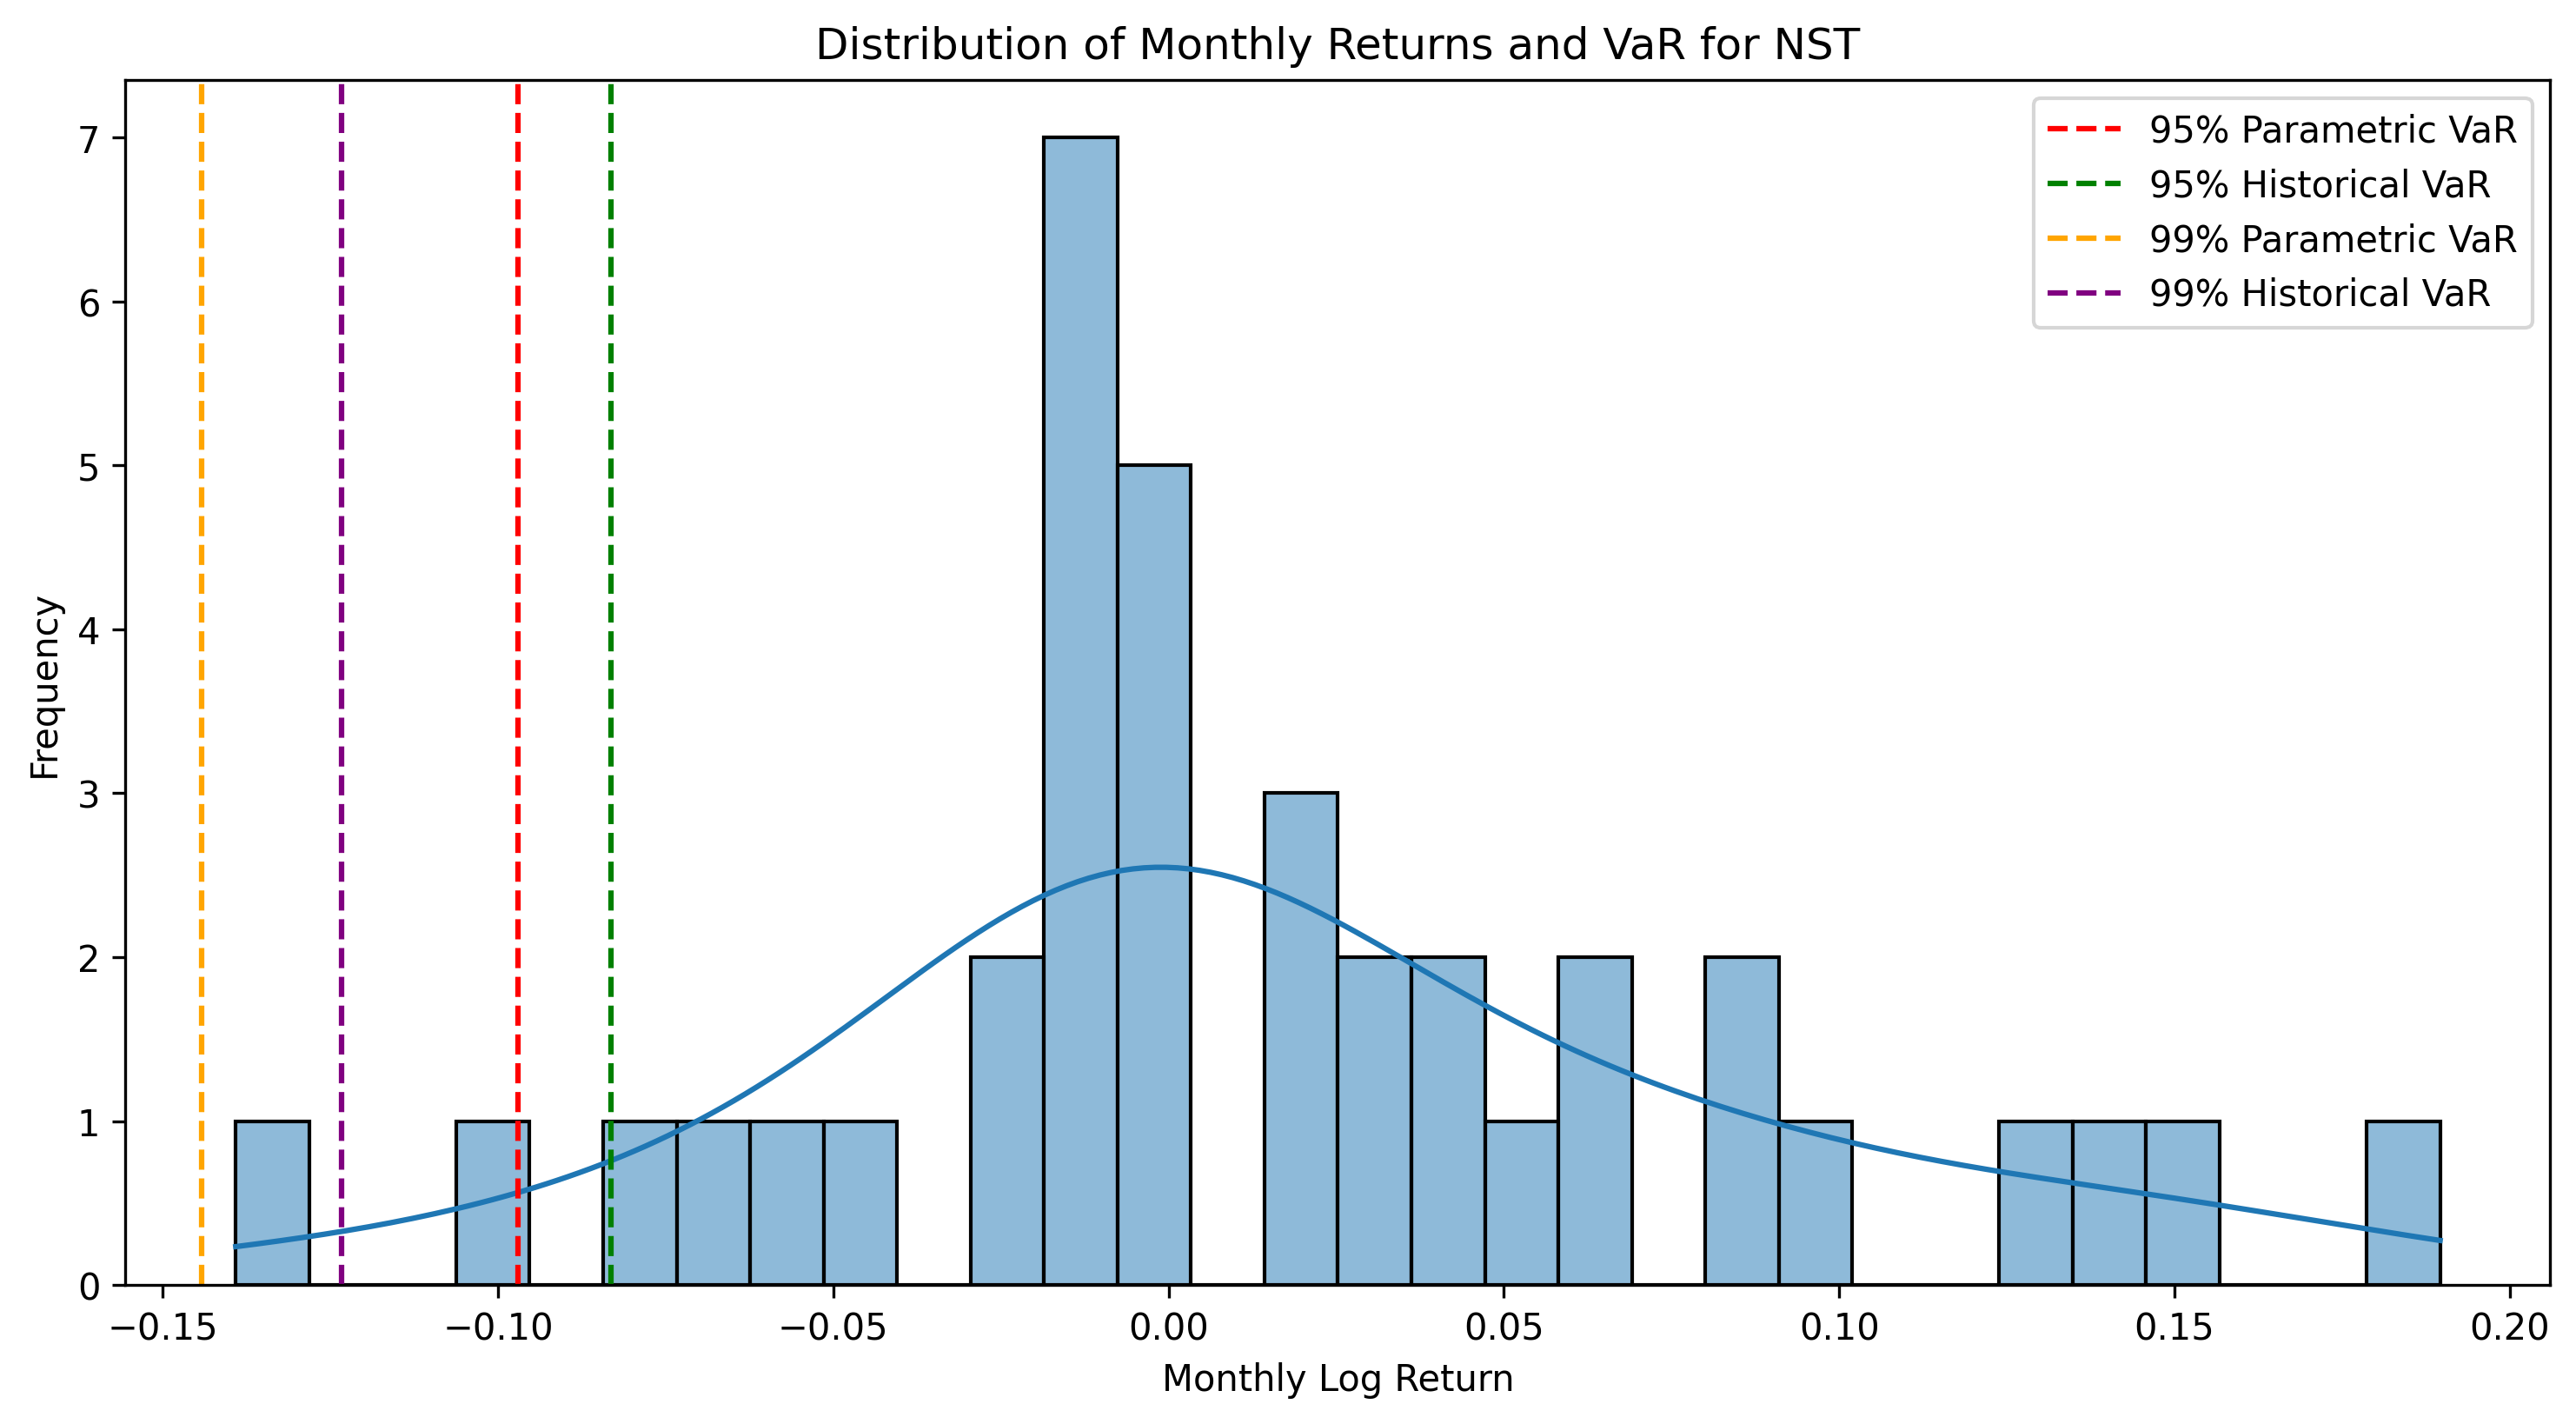 Distribution of Monthly Returns and VaR for NST
95% Parametric VaR
95% Historical VaR
99% Parametric VaR
99% Historical VaR
Frequency
7
6
5
4
3
2
1
0
−0.15 −0.10 −0.05 0.00 0.05 0.10 0.15 0.20
Monthly Log Return